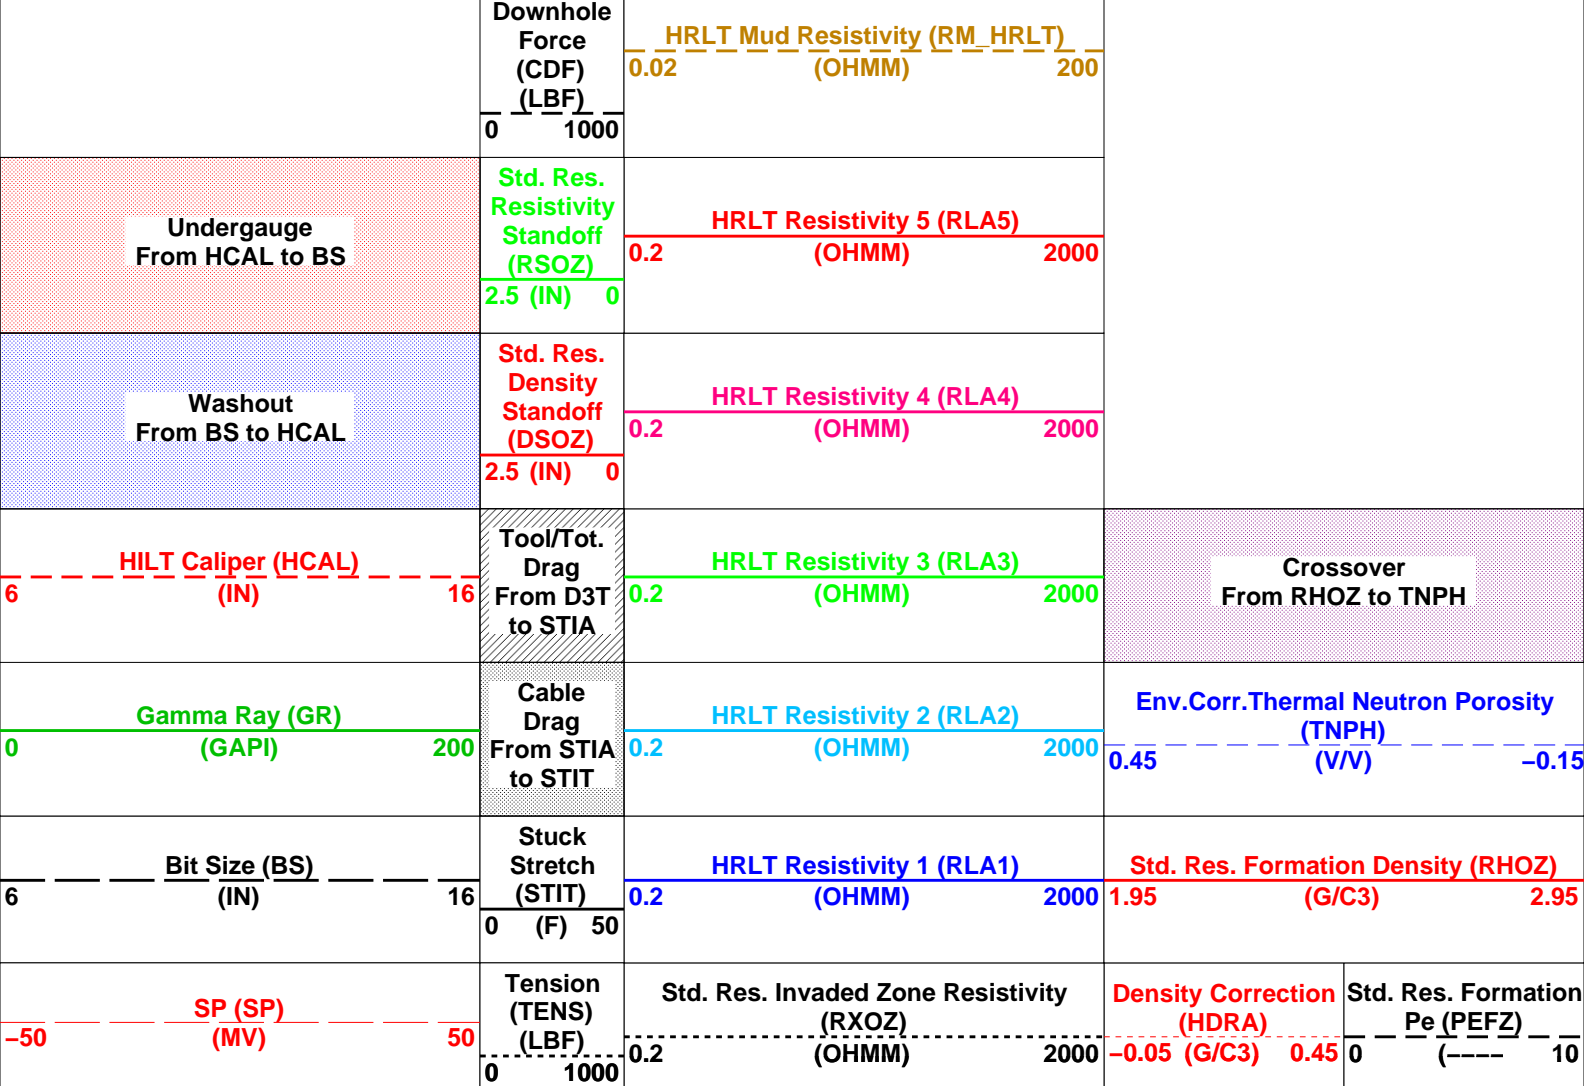 Downhole
Force
(CDF)
(LBF)
0 1000
HRLT Mud Resistivity (RM_HRLT)
0.02 (OHMM) 200
Undergauge
From HCAL to BS
Std. Res.
Resistivity
Standoff
(RSOZ)
2.5 (IN) 0
HRLT Resistivity 5 (RLA5)
0.2 (OHMM) 2000
Washout
From BS to HCAL
Std. Res.
Density
Standoff
(DSOZ)
2.5 (IN) 0
HRLT Resistivity 4 (RLA4)
0.2 (OHMM) 2000
HILT Caliper (HCAL)
6 (IN) 16
Tool/Tot.
Drag
From D3T
to STIA
HRLT Resistivity 3 (RLA3)
0.2 (OHMM) 2000
Crossover
From RHOZ to TNPH
Gamma Ray (GR)
0 (GAPI) 200
Cable
Drag
From STIA
to STIT
HRLT Resistivity 2 (RLA2)
0.2 (OHMM) 2000
Env.Corr.Thermal Neutron Porosity
(TNPH)
0.45 (V/V) −0.15
Bit Size (BS)
6 (IN) 16
Stuck
Stretch
(STIT)
0 (F) 50
HRLT Resistivity 1 (RLA1)
0.2 (OHMM) 2000
Std. Res. Formation Density (RHOZ)
1.95 (G/C3) 2.95
SP (SP)
−50 (MV) 50
Tension
(TENS)
(LBF)
0 1000
Std. Res. Invaded Zone Resistivity
(RXOZ)
0.2 (OHMM) 2000
Density Correction
(HDRA)
−0.05 (G/C3) 0.45
Std. Res. Formation
Pe (PEFZ)
0 (−−−− 10